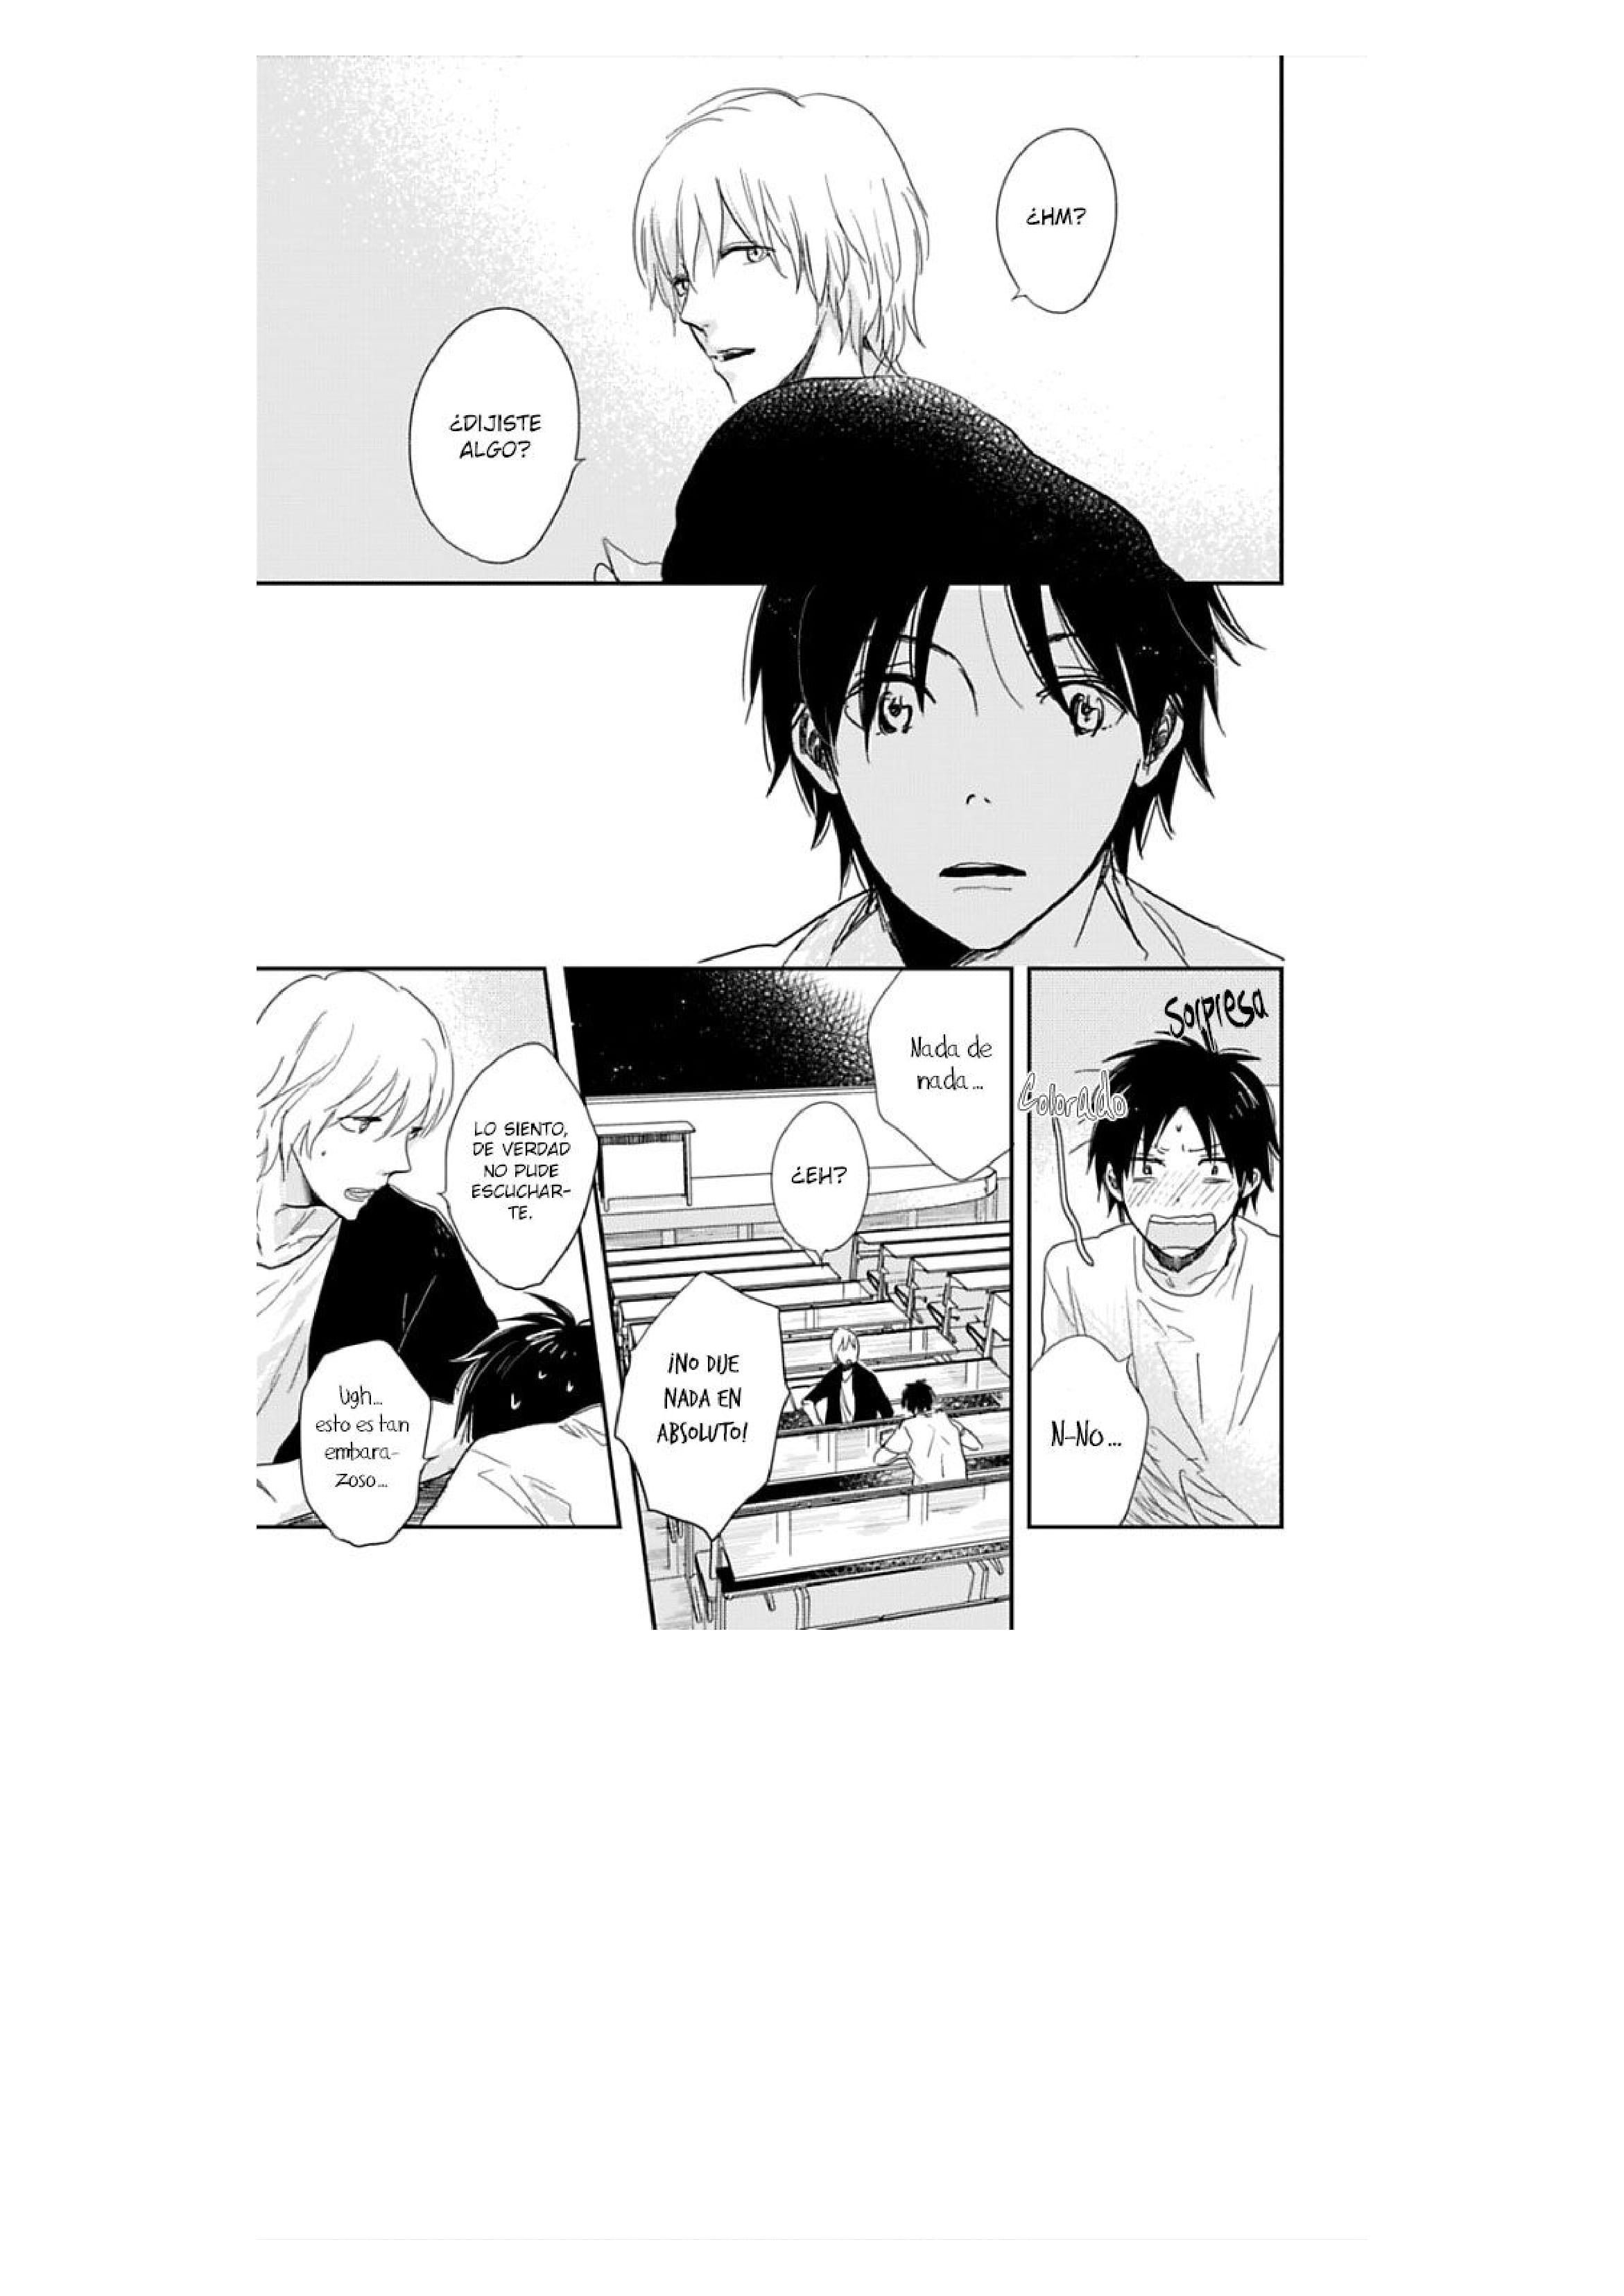 ¿HM?
¿DIJISTE
ALGO?
Sorpresa
Colorado
N-NO...
Nada de
nada...
¿EH?
¡NO DIJE
NADA EN
ABSOLUTO!
LO SIENTO,
DE VERDAD
NO PUDE
ESCUCHAR-
TE.
Ugh...
esto es tan
embara-
zoso...